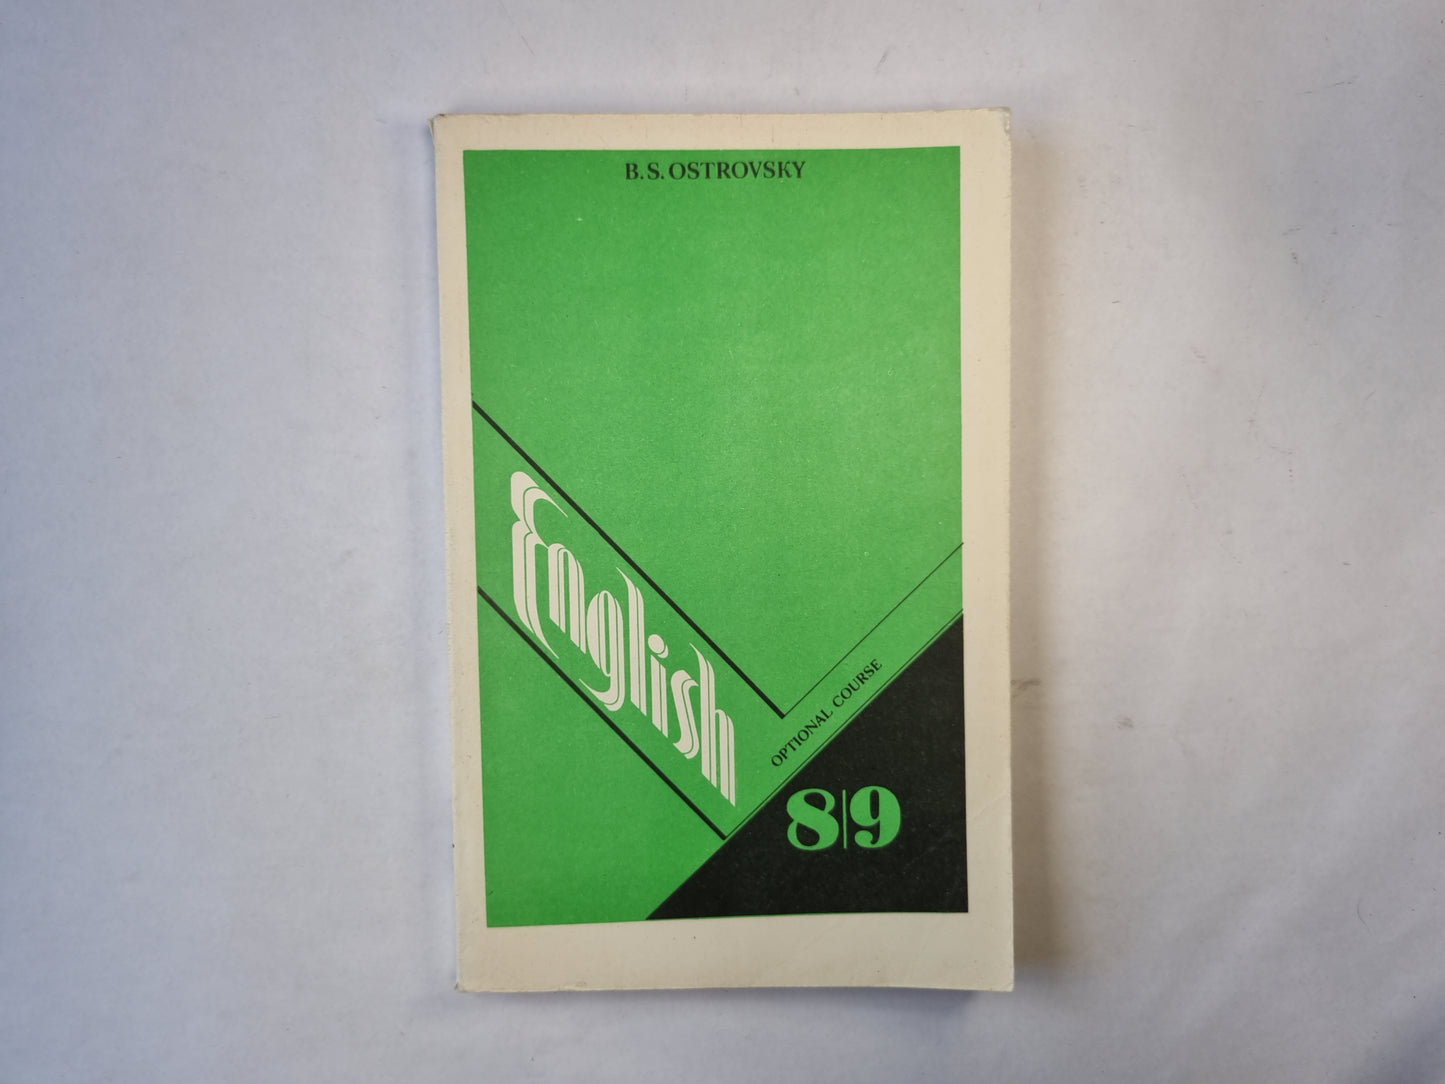 B. S. OSTROVSKY
English
OPTIONAL COURSE
8|9